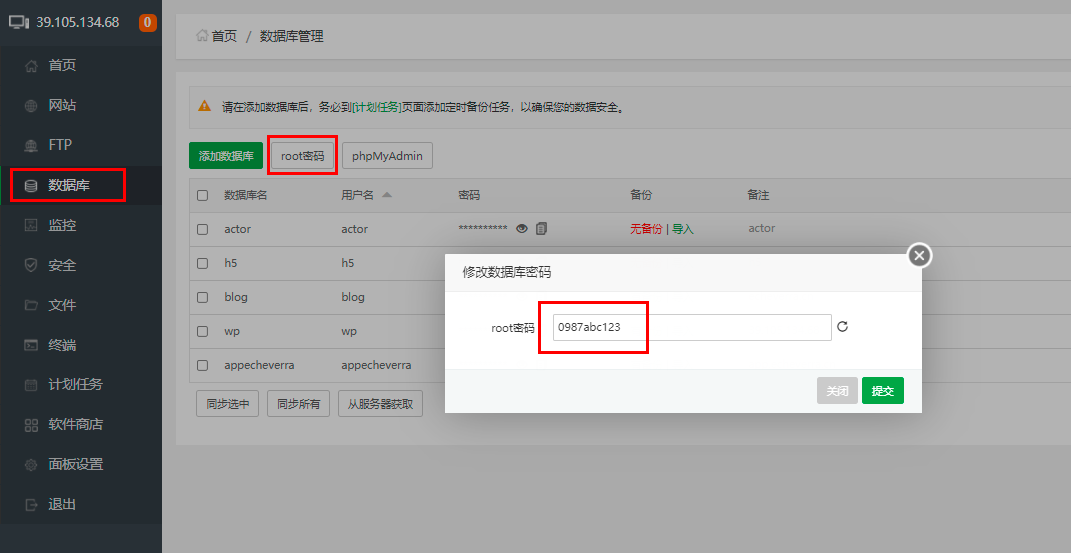 39.105.134.68 0
首页
网站
FTP
数据库
监控
安全
文件
终端
计划任务
软件商店
面板设置
退出
首页 / 数据库管理
请在添加数据库后，务必到[计划任务]页面添加定时备份任务，以确保您的数据安全。
添加数据库 root密码 phpMyAdmin
数据库名 用户名 密码 备份 备注
actor actor ********** 无备份 | 导入 actor
h5 h5
blog blog
wp wp
appecheverra appecheverra
同步选中 同步所有 从服务器获取
修改数据库密码
root密码 0987abc123
关闭 提交